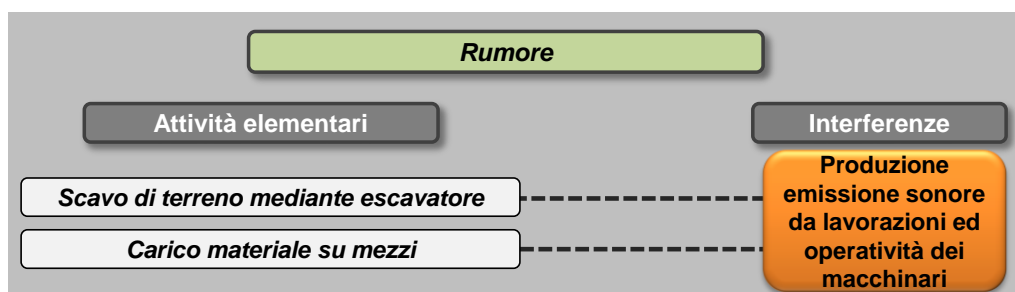 Rumore
Attività elementari
Interferenze
Scavo di terreno mediante escavatore
Carico materiale su mezzi
Produzione
emissione sonore
da lavorazioni ed
operatività dei
macchinari